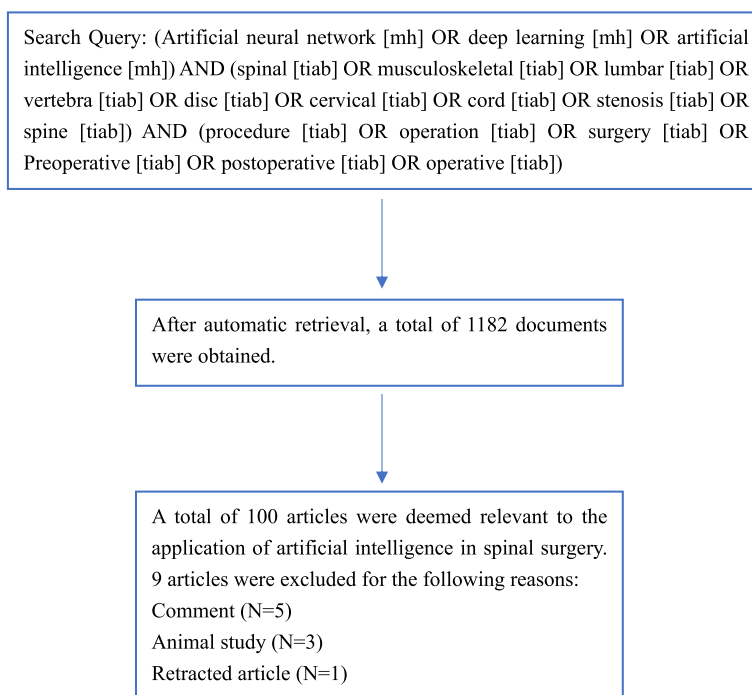 Search Query: (Artificial neural network [mh] OR deep learning [mh] OR artificial
intelligence [mh]) AND (spinal [tiab] OR musculoskeletal [tiab] OR lumbar [tiab] OR
vertebra [tiab] OR disc [tiab] OR cervical [tiab] OR cord [tiab] OR stenosis [tiab] OR
spine [tiab]) AND (procedure [tiab] OR operation [tiab] OR surgery [tiab] OR
Preoperative [tiab] OR postoperative [tiab] OR operative [tiab])
After automatic retrieval, a total of 1182 documents
were obtained.
A total of 100 articles were deemed relevant to the
application of artificial intelligence in spinal surgery.
9 articles were excluded for the following reasons:
Comment (N=5)
Animal study (N=3)
Retracted article (N=1)